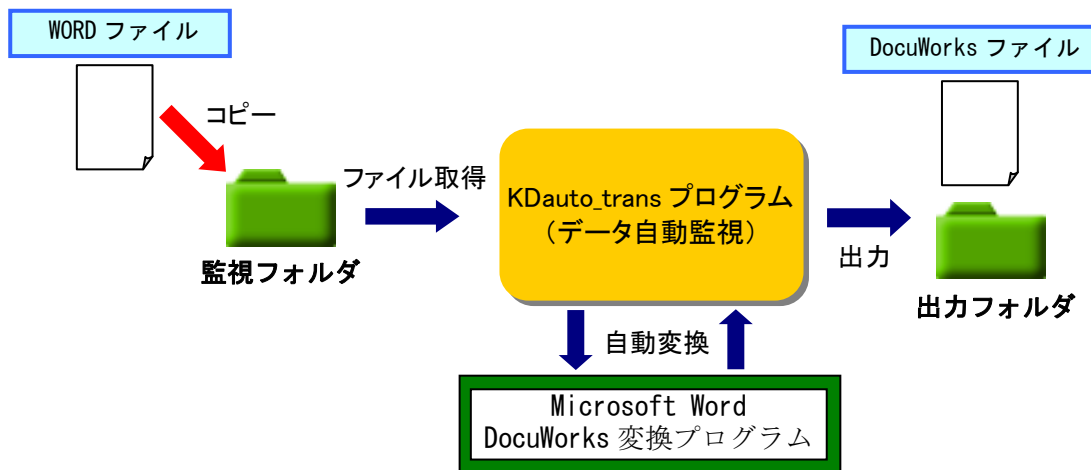 WORD ファイル
DocuWorks ファイル
コピー
ファイル取得
KDauto_trans プログラム
（データ自動監視）
出力
監視フォルダ
出力フォルダ
自動変換
Microsoft Word
DocuWorks 変換プログラム